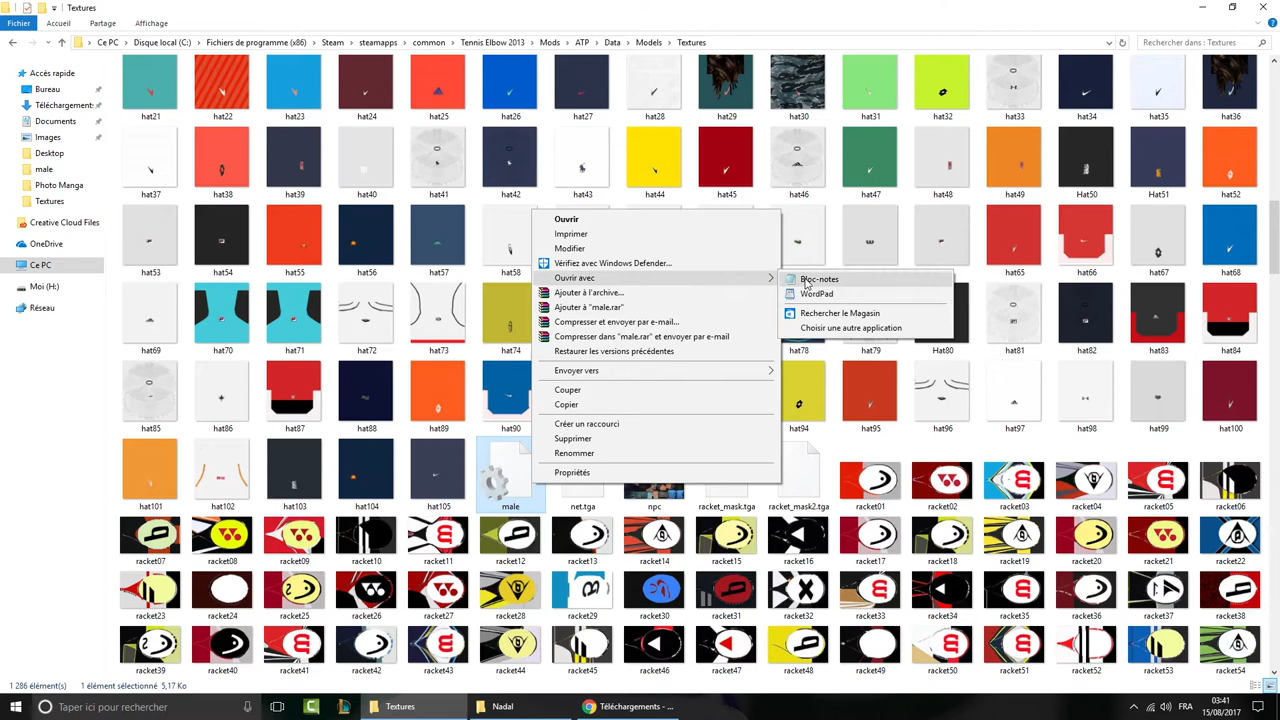 Textures
Fichier Accueil Partage Affichage
Ce PC Disque local (C:) Fichiers de programme (x86) Steam steamapps common Tennis Elbow 2013 Mods ATP Data Models Textures
Rechercher dans : Textures
Accès rapide
Bureau
Téléchargements
Documents
Images
Desktop
male
Photo Manga
Textures
Creative Cloud Files
OneDrive
Ce PC
Moi (H:)
Réseau
hat21 hat22 hat23 hat24 hat25 hat26 hat27 hat28 hat29 hat30 hat31 hat32 hat33 hat34 hat35 hat36
hat37 hat38 hat39 hat40 hat41 hat42 hat43 hat44 hat45 hat46 hat47 hat48 hat49 Hat50 Hat51 hat52
hat53 hat54 hat55 hat56 hat57 hat58 hat62 hat63 hat64 hat65 hat66 hat67 hat68
hat69 hat70 hat71 hat72 hat73 hat74 hat78 hat79 Hat80 hat81 hat82 hat83 hat84
hat85 hat86 hat87 hat88 hat89 hat90 hat94 hat95 hat96 hat97 hat98 hat99 hat100
hat101 hat102 hat103 hat104 hat105 male net.tga npc racket_mask.tga racket_mask2.tga racket01 racket02 racket03 racket04 racket05 racket06
racket07 racket08 racket09 racket10 racket11 racket12 racket13 racket14 racket15 racket16 racket17 racket18 racket19 racket20 racket21 racket22
racket23 racket24 racket25 racket26 racket27 racket28 racket29 racket30 racket31 racket32 racket33 racket34 racket35 racket36 racket37 racket38
racket39 racket40 racket41 racket42 racket43 racket44 racket45 racket46 racket47 racket48 racket49 racket50 racket51 racket52 racket53 racket54
Ouvrir
Imprimer
Modifier
Vérifiez avec Windows Defender...
Ouvrir avec
Ajouter à l'archive...
Ajouter à "male.rar"
Compresser et envoyer par e-mail...
Compresser dans "male.rar" et envoyer par e-mail
Restaurer les versions précédentes
Envoyer vers
Couper
Copier
Créer un raccourci
Supprimer
Renommer
Propriétés
Bloc-notes
WordPad
Rechercher le Magasin
Choisir une autre application
1 286 élément(s) 1 élément sélectionné 5,17 Ko
Taper ici pour rechercher
Textures
Nadal
Téléchargements - ...
FRA
03:41
15/08/2017